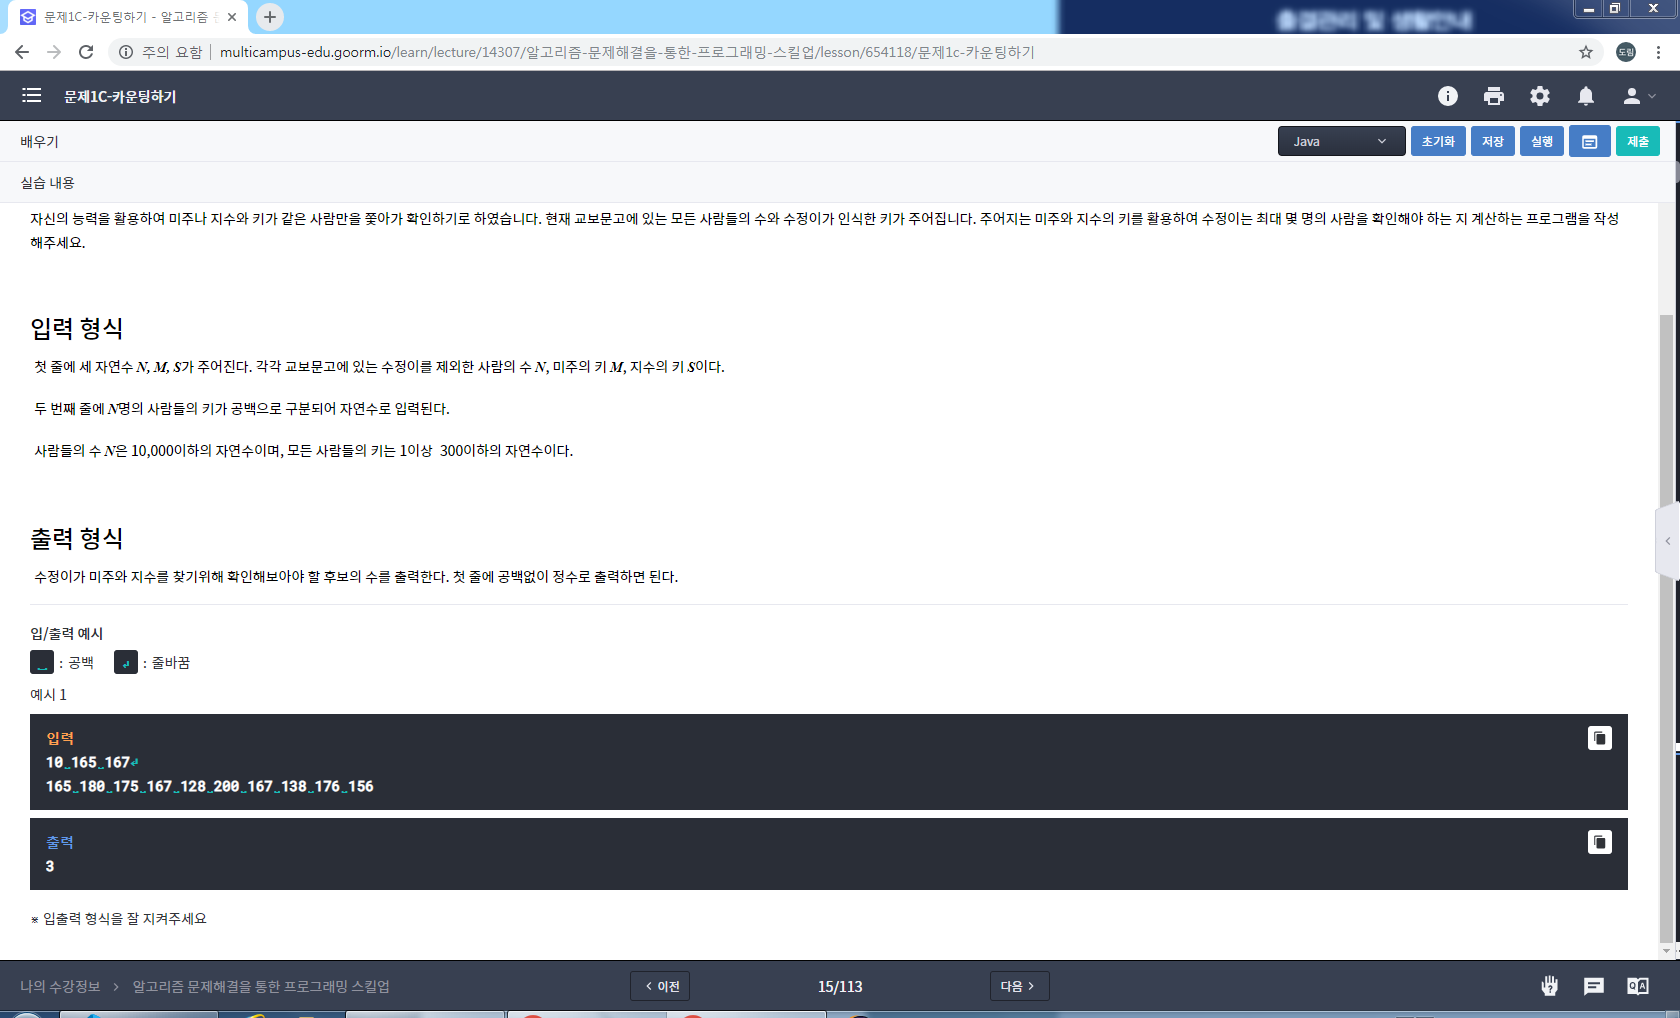 문제1C-카운팅하기 - 알고리즘
출결관리 및 생활안내
주의 요함 | multicampus-edu.goorm.io/learn/lecture/14307/알고리즘-문제해결을-통한-프로그래밍-스킬업/lesson/654118/문제1c-카운팅하기
도림
문제1C-카운팅하기
배우기
Java
초기화
저장
실행
제출
실습 내용
자신의 능력을 활용하여 미주나 지수와 키가 같은 사람만을 쫓아가 확인하기로 하였습니다. 현재 교보문고에 있는 모든 사람들의 수와 수정이가 인식한 키가 주어집니다. 주어지는 미주와 지수의 키를 활용하여 수정이는 최대 몇 명의 사람을 확인해야 하는 지 계산하는 프로그램을 작성
해주세요.
입력 형식
첫 줄에 세 자연수 N, M, S가 주어진다. 각각 교보문고에 있는 수정이를 제외한 사람의 수 N, 미주의 키 M, 지수의 키 S이다.
두 번째 줄에 N명의 사람들의 키가 공백으로 구분되어 자연수로 입력된다.
사람들의 수 N은 10,000이하의 자연수이며, 모든 사람들의 키는 1이상 300이하의 자연수이다.
출력 형식
수정이가 미주와 지수를 찾기위해 확인해보아야 할 후보의 수를 출력한다. 첫 줄에 공백없이 정수로 출력하면 된다.
입/출력 예시
␣ : 공백 ↲ : 줄바꿈
예시 1
입력
10␣165␣167↲
165␣180␣175␣167␣128␣200␣167␣138␣176␣156
출력
3
※ 입출력 형식을 잘 지켜주세요
나의 수강정보 > 알고리즘 문제해결을 통한 프로그래밍 스킬업
< 이전
15/113
다음 >